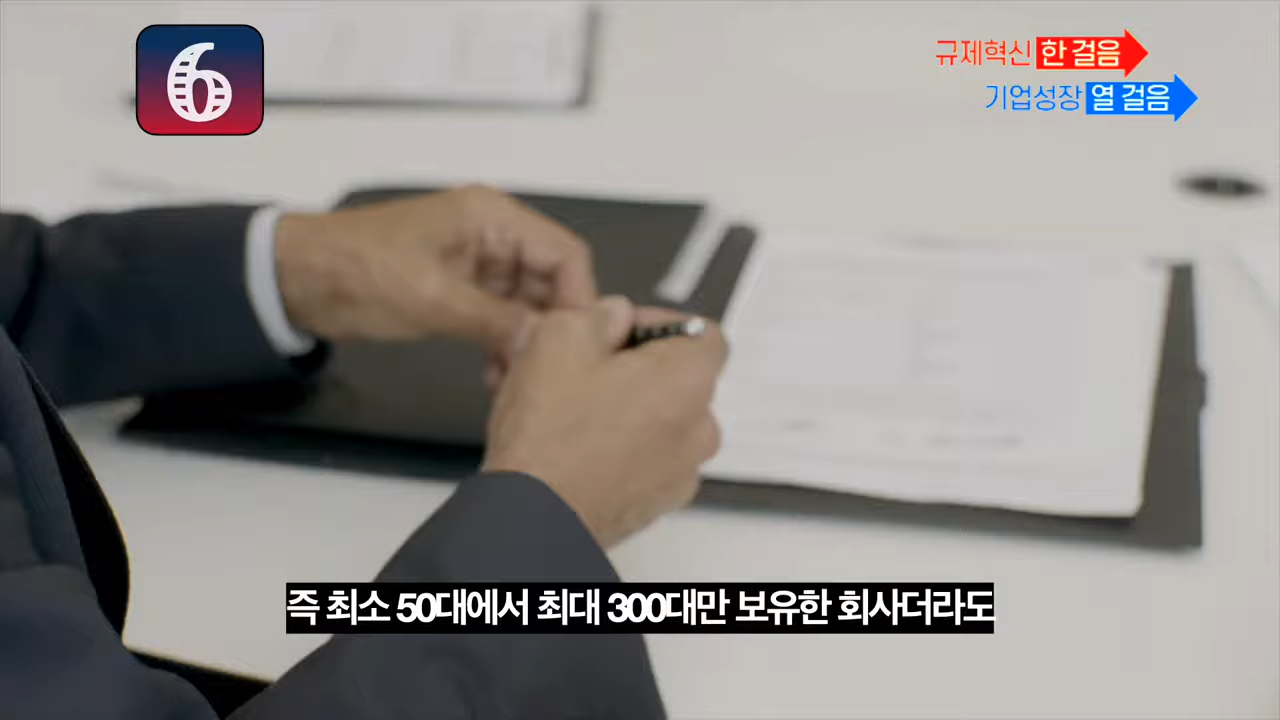 6
규제혁신 한 걸음
기업성장 열 걸음
즉 최소 50대에서 최대 300대만 보유한 회사더라도